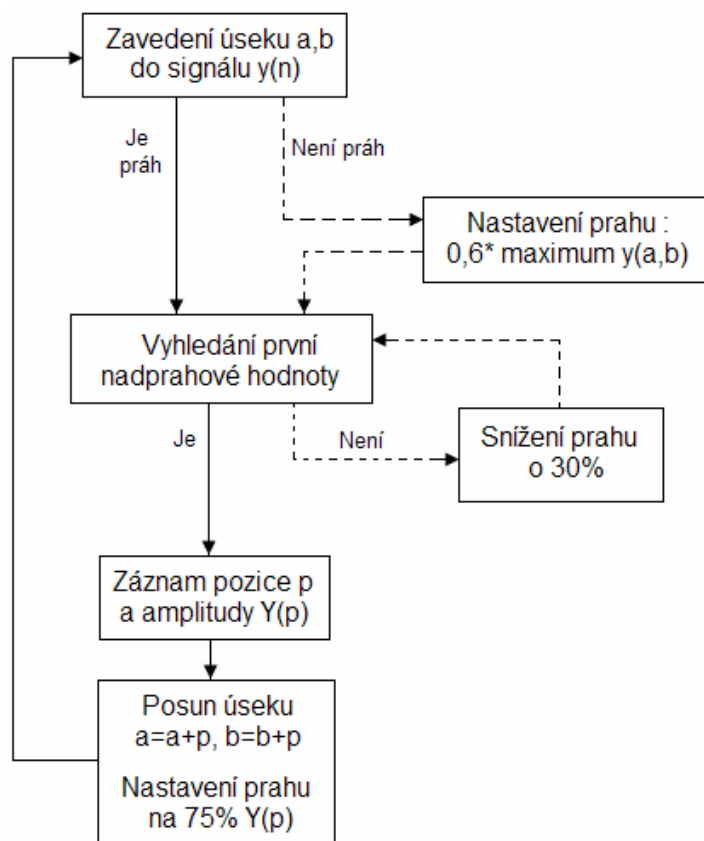 Zavedení úseku a,b
do signálu y(n)
Je
práh
Není práh
Nastavení prahu :
0,6* maximum y(a,b)
Vyhledání první
nadprahové hodnoty
Je
Není
Snížení prahu
o 30%
Záznam pozice p
a amplitudy Y(p)
Posun úseku
a=a+p, b=b+p
Nastavení prahu
na 75% Y(p)